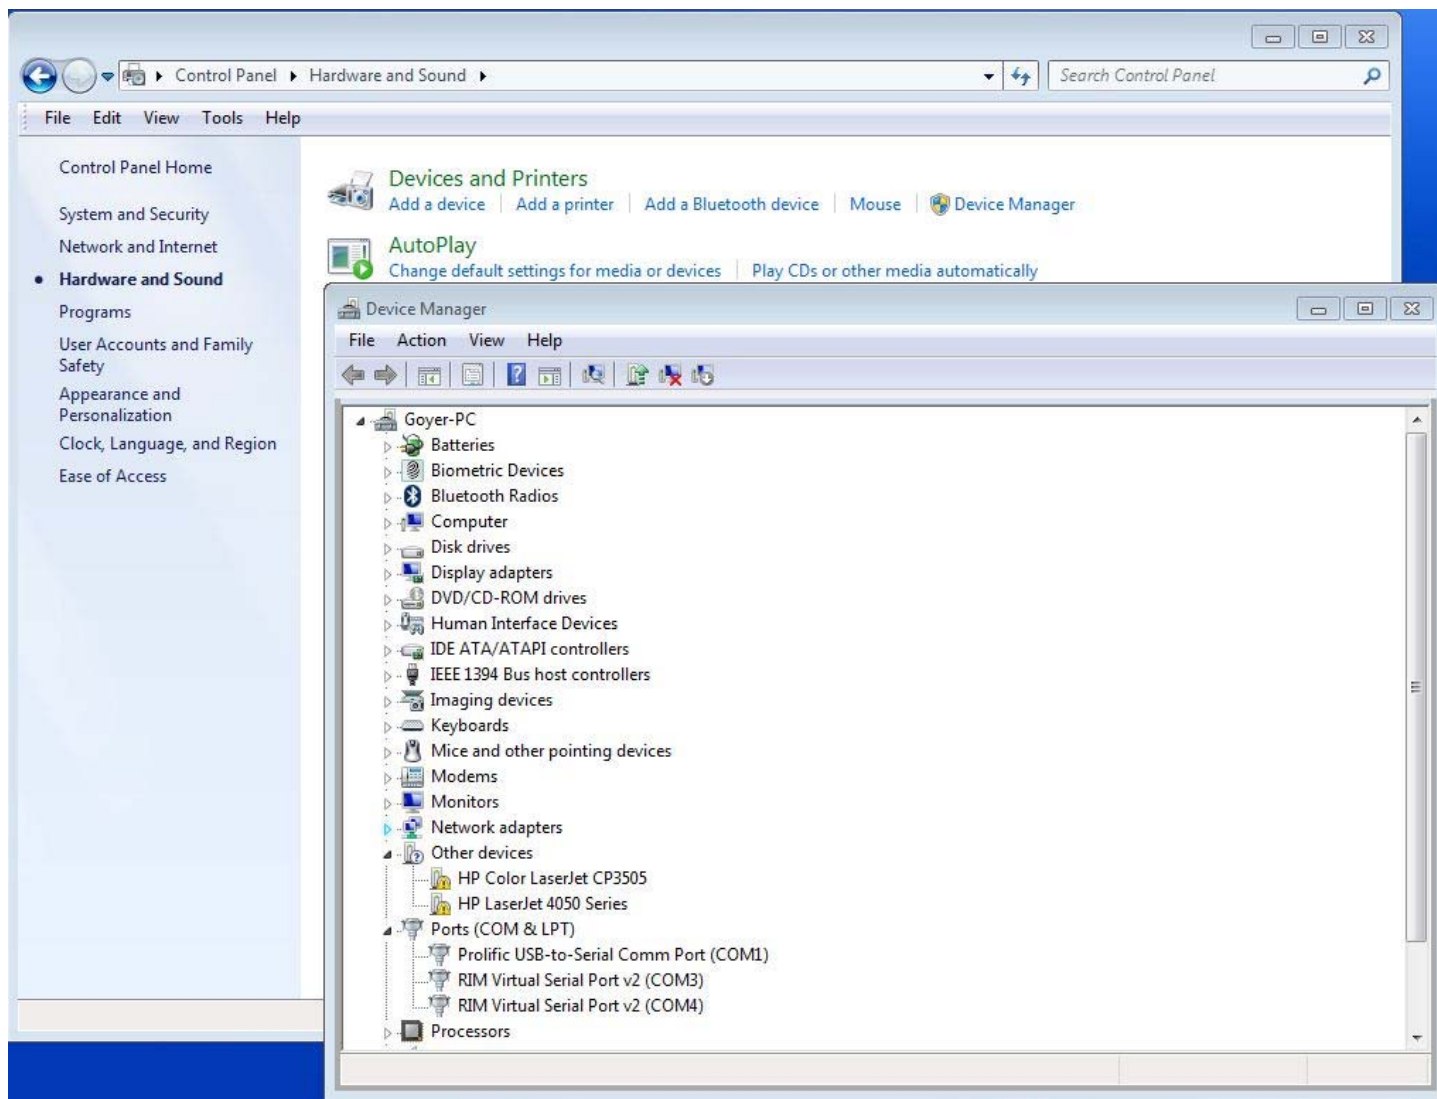 Control Panel Hardware and Sound Search Control Panel
File Edit View Tools Help
Control Panel Home
System and Security
Network and Internet
Hardware and Sound
Programs
User Accounts and Family
Safety
Appearance and
Personalization
Clock, Language, and Region
Ease of Access
Devices and Printers
Add a device Add a printer Add a Bluetooth device Mouse Device Manager
AutoPlay
Change default settings for media or devices Play CDs or other media automatically
Device Manager
File Action View Help
Goyer-PC
Batteries
Biometric Devices
Bluetooth Radios
Computer
Disk drives
Display adapters
DVD/CD-ROM drives
Human Interface Devices
IDE ATA/ATAPI controllers
IEEE 1394 Bus host controllers
Imaging devices
Keyboards
Mice and other pointing devices
Modems
Monitors
Network adapters
Other devices
HP Color LaserJet CP3505
HP LaserJet 4050 Series
Ports (COM & LPT)
Prolific USB-to-Serial Comm Port (COM1)
RIM Virtual Serial Port v2 (COM3)
RIM Virtual Serial Port v2 (COM4)
Processors